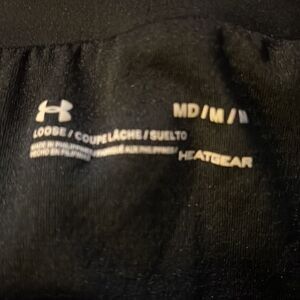 MD/M/M
LOOSE/COUPE LÂCHE/SUELTO
MADE IN PHILIPPINES
HECHO EN FILIPINAS
HEATGEAR